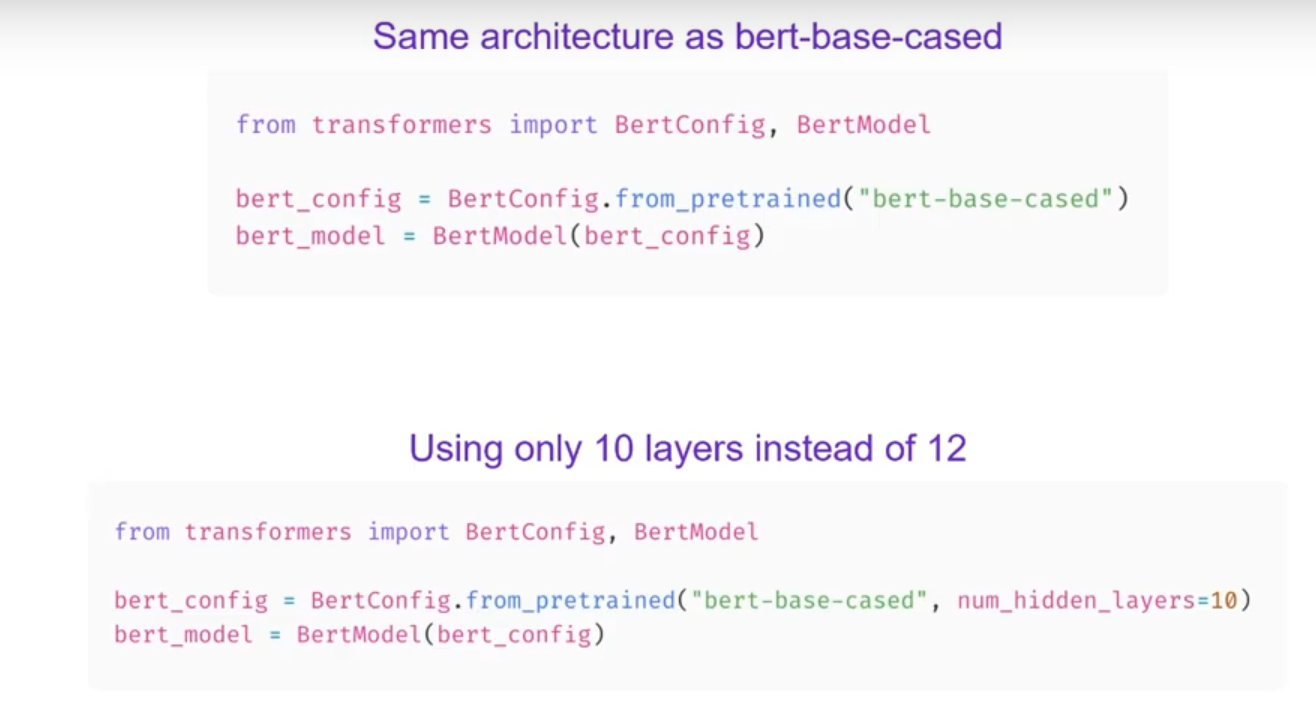 Same architecture as bert-base-cased
from transformers import BertConfig, BertModel
bert_config = BertConfig.from_pretrained("bert-base-cased")
bert_model = BertModel(bert_config)
Using only 10 layers instead of 12
from transformers import BertConfig, BertModel
bert_config = BertConfig.from_pretrained("bert-base-cased", num_hidden_layers=10)
bert_model = BertModel(bert_config)